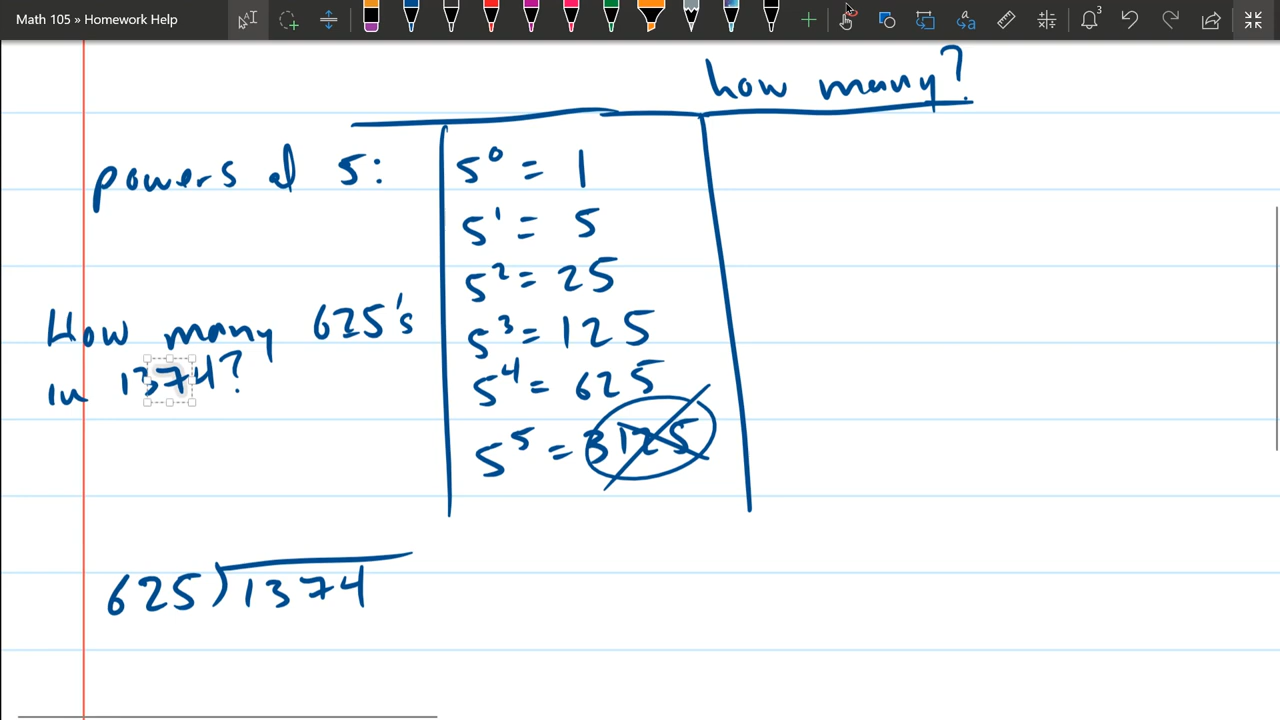 Math 105 » Homework Help
3
how many?
powers of 5:
5⁰ = 1
5¹ = 5
5² = 25
How many 625's
in 1374?
5³ = 125
5⁴ = 625
5⁵ = 3125
625)1374